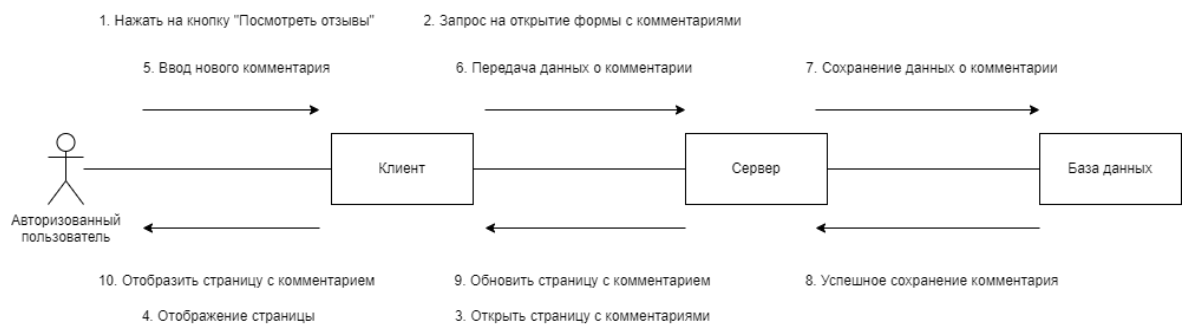 1. Нажать на кнопку "Посмотреть отзывы"
2. Запрос на открытие формы с комментариями
5. Ввод нового комментария
6. Передача данных о комментарии
7. Сохранение данных о комментарии
Клиент
Сервер
База данных
Авторизованный
пользователь
10. Отобразить страницу с комментарием
9. Обновить страницу с комментарием
8. Успешное сохранение комментария
4. Отображение страницы
3. Открыть страницу с комментариями